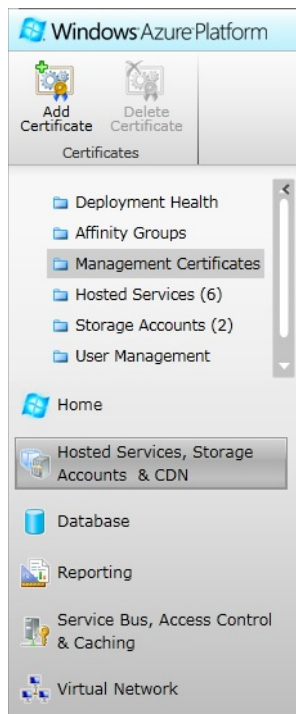 Windows Azure Platform
Add
Certificate
Delete
Certificate
Certificates
Deployment Health
Affinity Groups
Management Certificates
Hosted Services (6)
Storage Accounts (2)
User Management
Home
Hosted Services, Storage
Accounts & CDN
Database
Reporting
Service Bus, Access Control
& Caching
Virtual Network